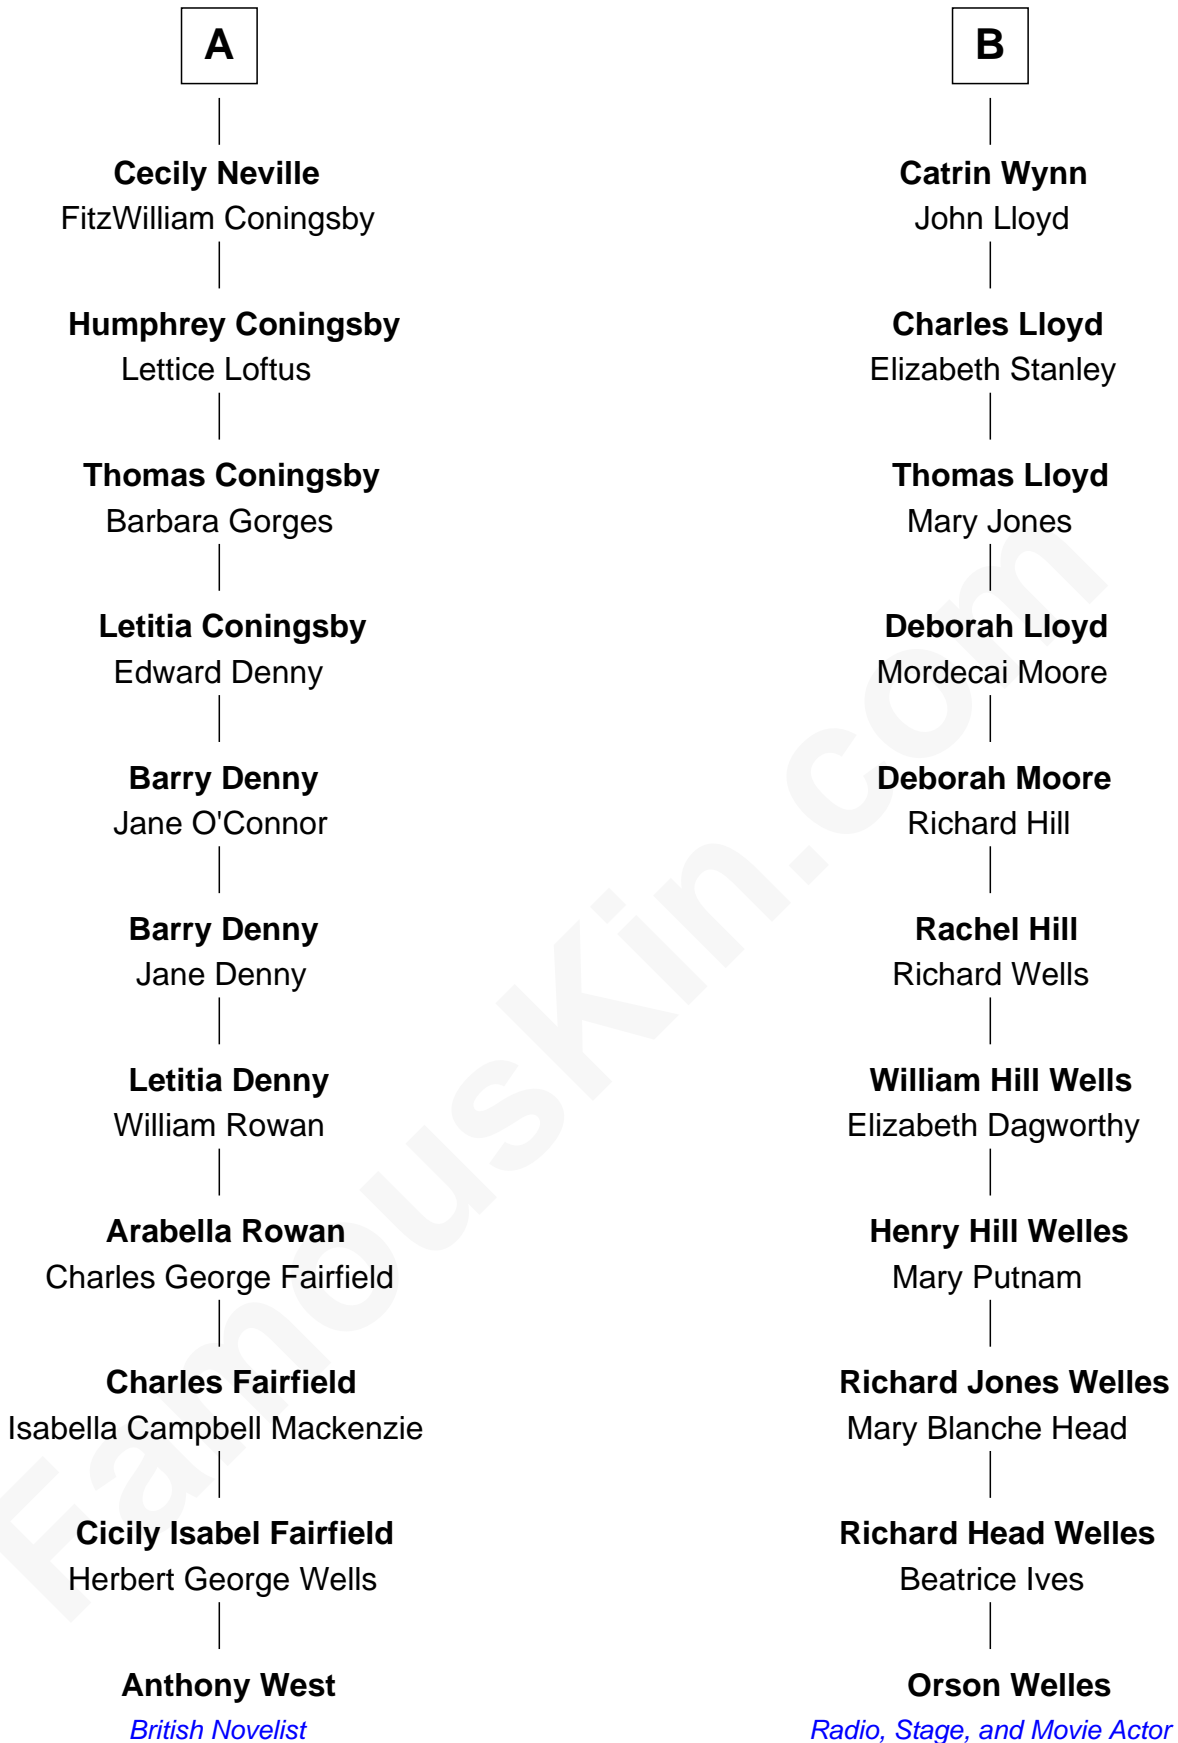 A
Cecily Neville
FitzWilliam Coningsby
Humphrey Coningsby
Lettice Loftus
Thomas Coningsby
Barbara Gorges
Letitia Coningsby
Edward Denny
Barry Denny
Jane O'Connor
Barry Denny
Jane Denny
Letitia Denny
William Rowan
Arabella Rowan
Charles George Fairfield
Charles Fairfield
Isabella Campbell Mackenzie
Cicily Isabel Fairfield
Herbert George Wells
Anthony West
British Novelist
B
Catrin Wynn
John Lloyd
Charles Lloyd
Elizabeth Stanley
Thomas Lloyd
Mary Jones
Deborah Lloyd
Mordecai Moore
Deborah Moore
Richard Hill
Rachel Hill
Richard Wells
William Hill Wells
Elizabeth Dagworthy
Henry Hill Welles
Mary Putnam
Richard Jones Welles
Mary Blanche Head
Richard Head Welles
Beatrice Ives
Orson Welles
Radio, Stage, and Movie Actor
FamousKin.com